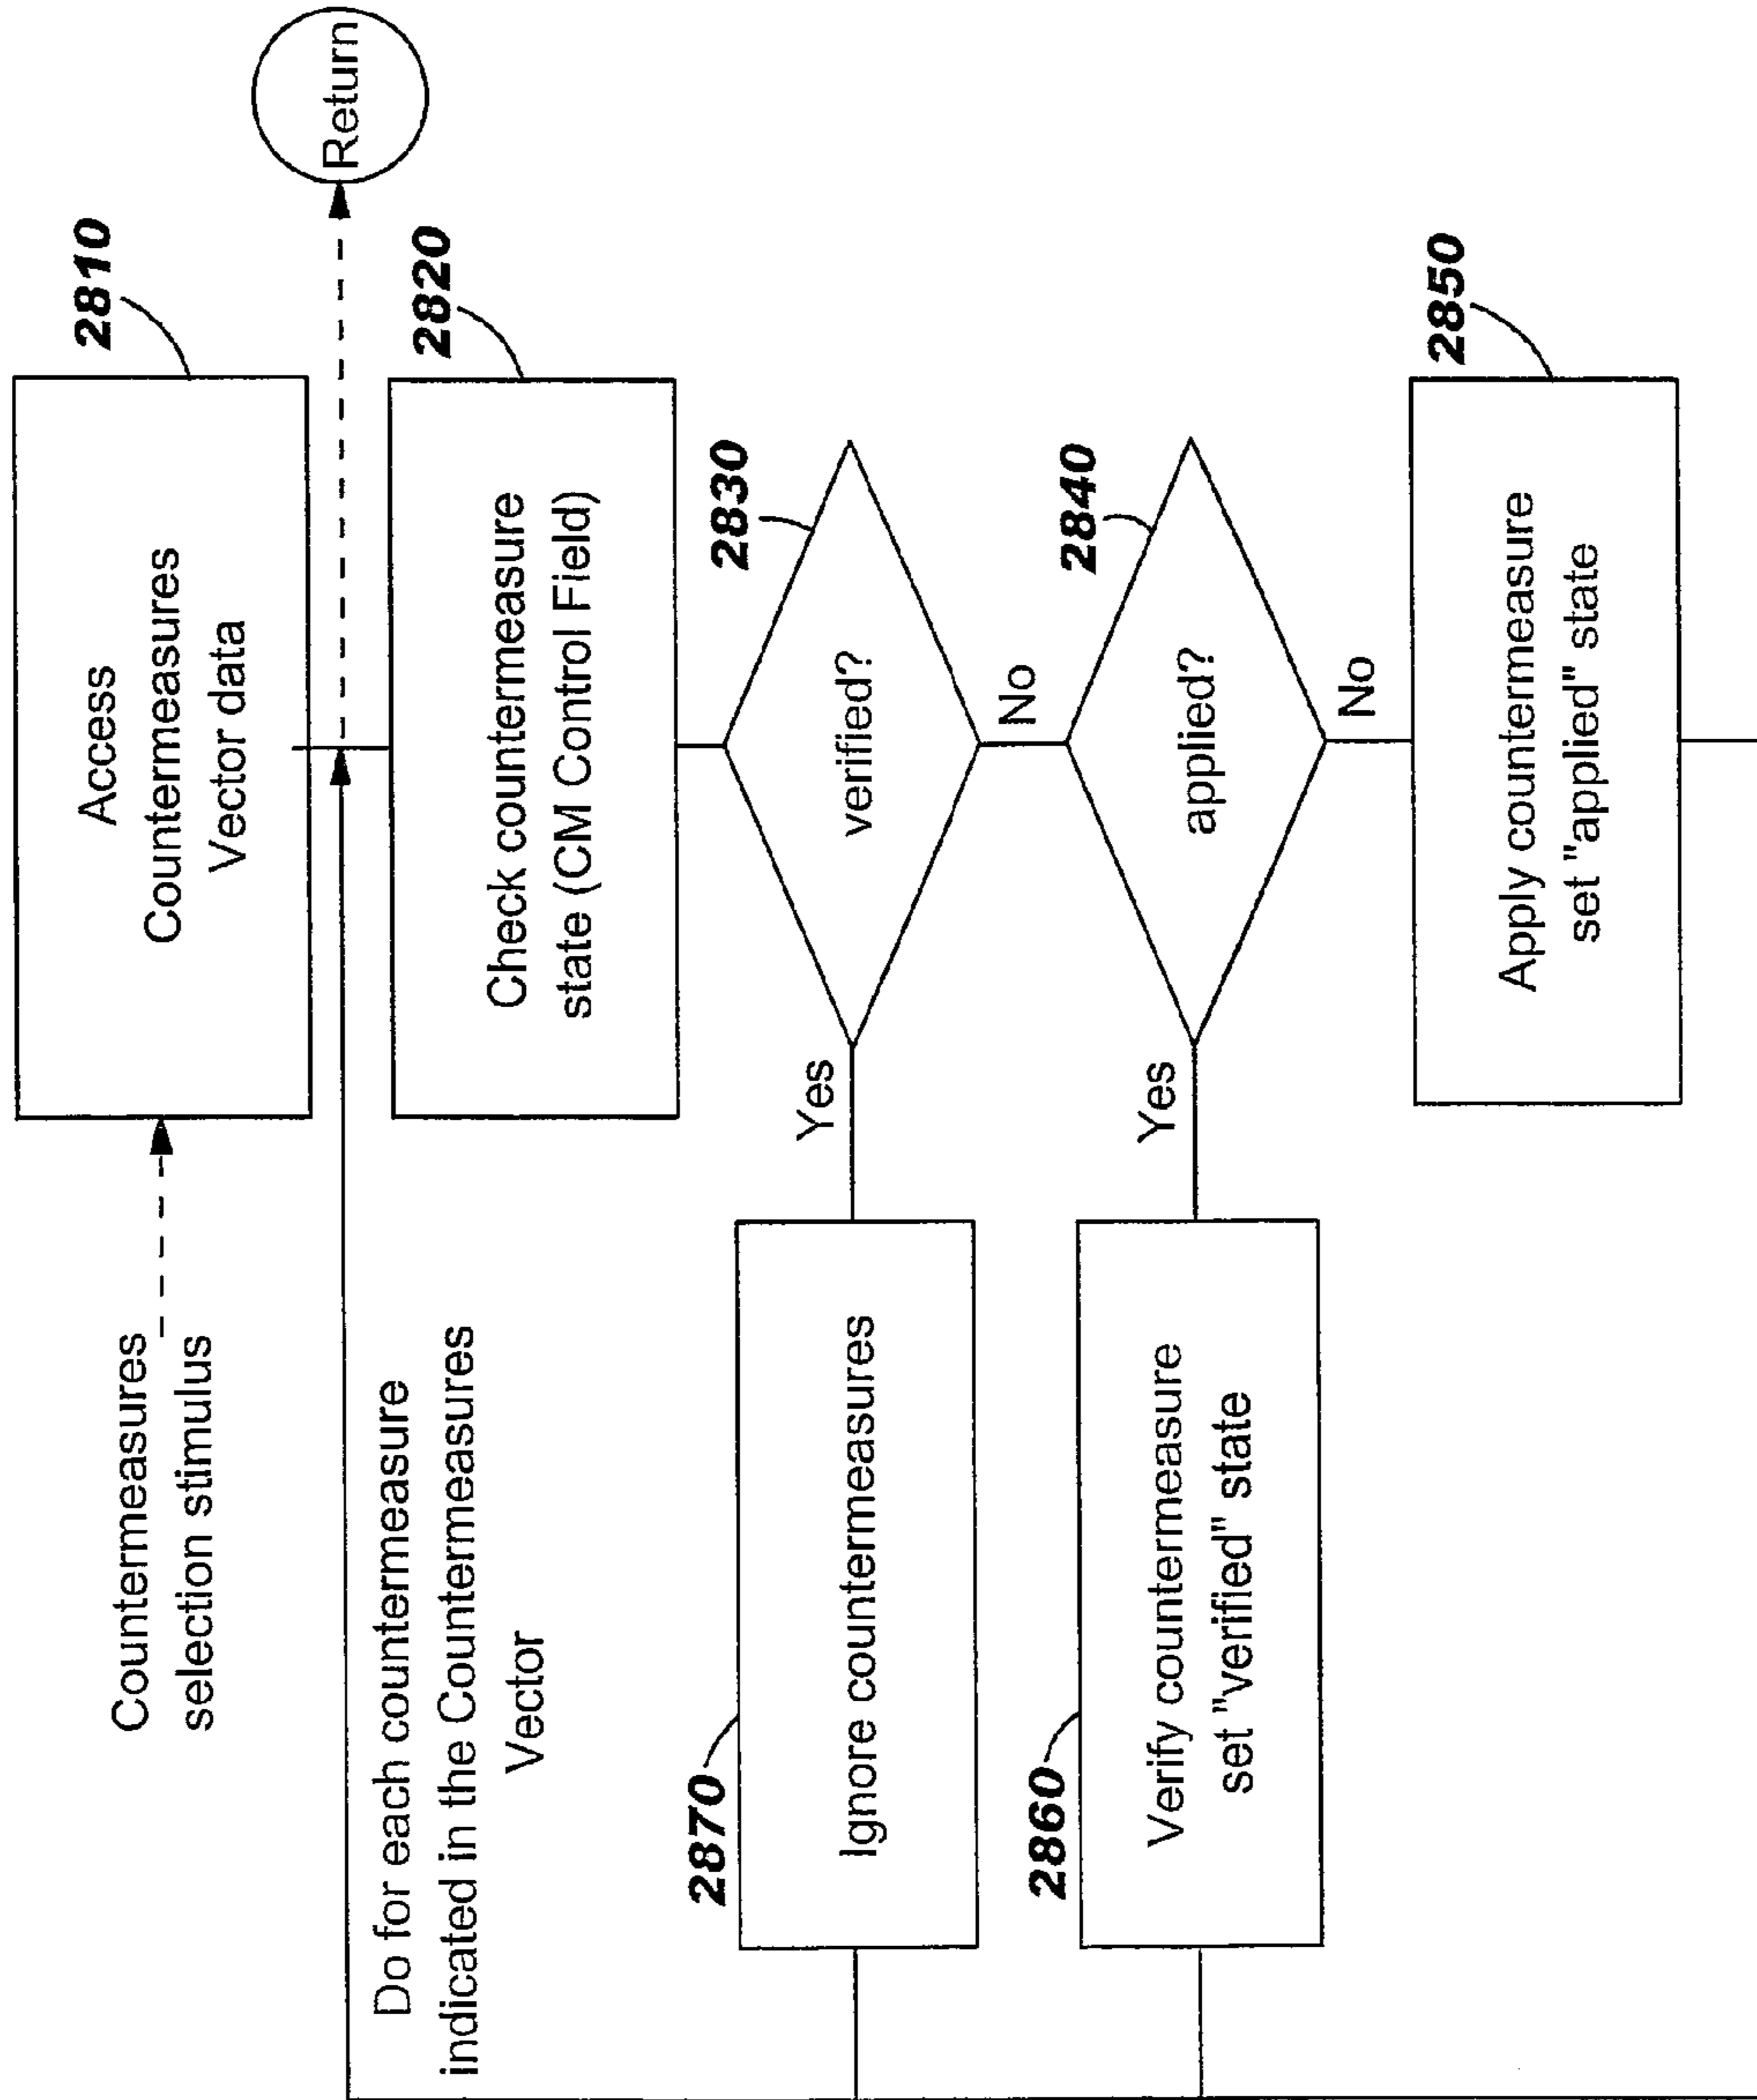 Countermeasures
selection stimulus
Access
Countermeasures
Vector data
2810
Return
Do for each countermeasure
indicated in the Countermeasures
Vector
Check countermeasure
state (CM Control Field)
2820
verified?
2830
Yes
No
2870
Ignore countermeasures
applied?
2840
Yes
No
2860
Verify countermeasure
set "verified" state
Apply countermeasure
set "applied" state
2850